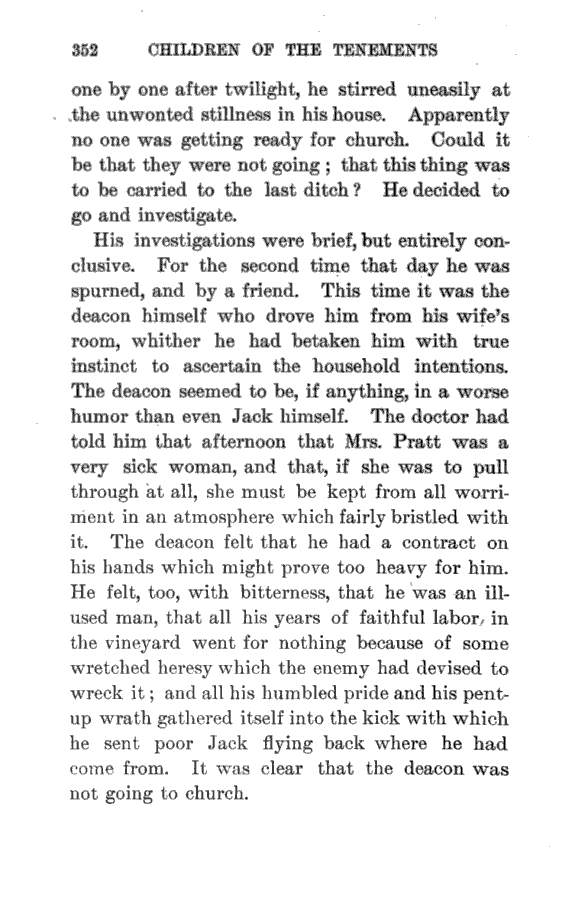 352 CHILDREN OF THE TENEMENTS
one by one after twilight, he stirred uneasily at
the unwonted stillness in his house. Apparently
no one was getting ready for church. Could it
be that they were not going ; that this thing was
to be carried to the last ditch ? He decided to
go and investigate.
His investigations were brief, but entirely con-
clusive. For the second time that day he was
spurned, and by a friend. This time it was the
deacon himself who drove him from his wife's
room, whither he had betaken him with true
instinct to ascertain the household intentions.
The deacon seemed to be, if anything, in a worse
humor than even Jack himself. The doctor had
told him that afternoon that Mrs. Pratt was a
very sick woman, and that, if she was to pull
through at all, she must be kept from all worri-
ment in an atmosphere which fairly bristled with
it. The deacon felt that he had a contract on
his hands which might prove too heavy for him.
He felt, too, with bitterness, that he was an ill-
used man, that all his years of faithful labor, in
the vineyard went for nothing because of some
wretched heresy which the enemy had devised to
wreck it ; and all his humbled pride and his pent-
up wrath gathered itself into the kick with which
he sent poor Jack flying back where he had
come from. It was clear that the deacon was
not going to church.